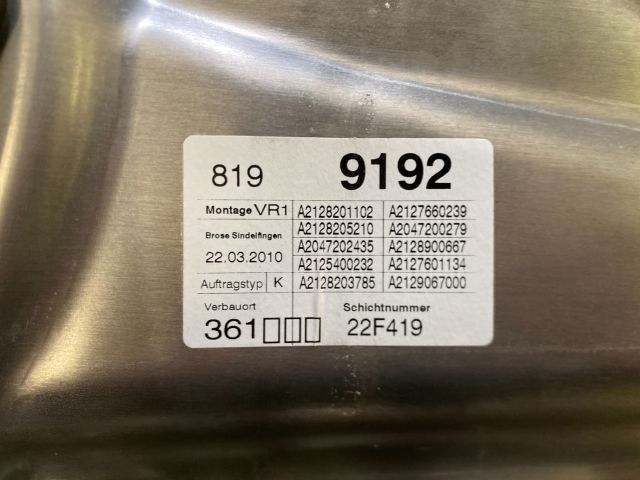 819 9192
Montage VR1 A2128201102 A2127660239
A2128205210 A2047200279
Brose Sindelfingen
A2047202435 A2128900667
22.03.2010 A2125400232 A2127601134
Auftragstyp K A2128203785 A2129067000
Verbauort Schichtnummer
361□□□ 22F419